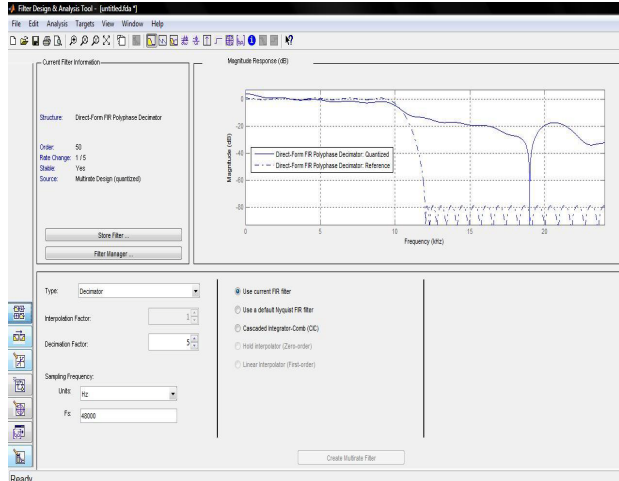 Filter Design & Analysis Tool - [untitled.fda *]
File Edit Analysis Targets View Window Help
Current Filter Information
Structure: Direct-Form FIR Polyphase Decimator
Order: 50
Rate Change: 1 / 5
Stable: Yes
Source: Multirate Design (quantized)
Store Filter ...
Filter Manager ...
Magnitude Response (dB)
Magnitude (dB)
0
-20
-40
-60
-80
Direct-Form FIR Polyphase Decimator: Quantized
Direct-Form FIR Polyphase Decimator: Reference
0 5 10 15 20
Frequency (kHz)
Type: Decimator
Interpolation Factor: 1
Decimation Factor: 5
Sampling Frequency:
Units: Hz
Fs: 48000
Use current FIR filter
Use a default Nyquist FIR filter
Cascaded Integrator-Comb (CIC)
Hold Interpolator (Zero-order)
Linear Interpolator (First-order)
Create Multirate Filter
Ready